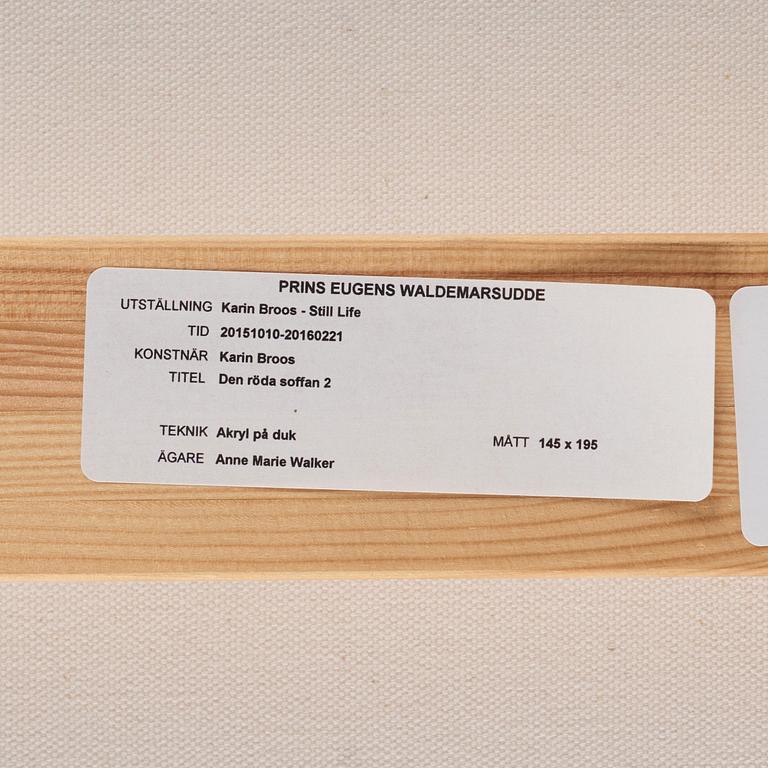 PRINS EUGENS WALDEMARSUDDE
UTSTÄLLNING Karin Broos - Still Life
TID 20151010-20160221
KONSTNÄR Karin Broos
TITEL Den röda soffan 2
TEKNIK Akryl på duk MÅTT 145 x 195
ÄGARE Anne Marie Walker